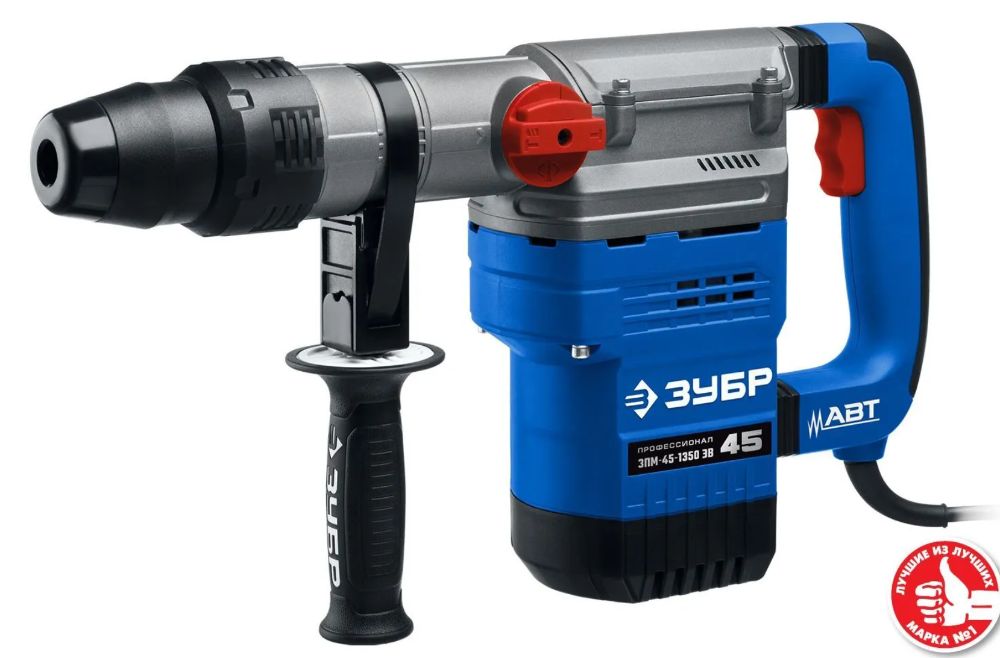 ЗУБР
АВТ
ПРОФЕССИОНАЛ
ЗПМ-45-1350 ЭВ
45
ЗУБР
ЛУЧШИЕ ИЗ ЛУЧШИХ
МАРКА №1